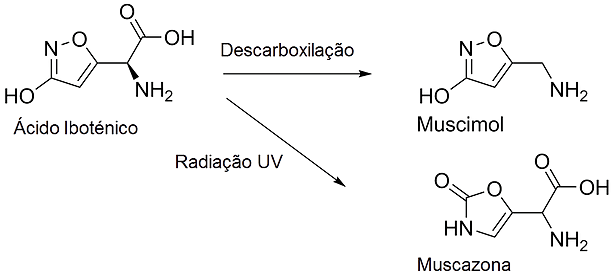 O
OH
N
O
HO
NH2
Ácido Iboténico
Descarboxilação
Radiação UV
N
O
HO
NH2
Muscimol
O
O
O
OH
HN
NH2
Muscazona